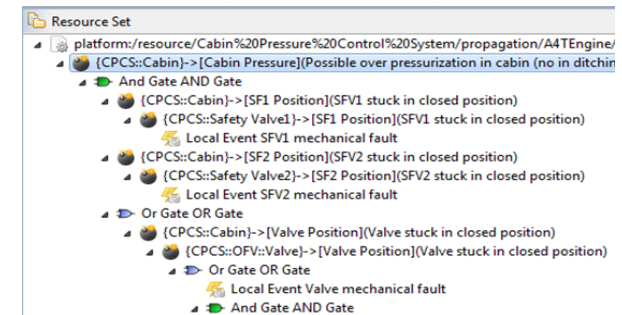 Resource Set
platform:/resource/Cabin%20Pressure%20Control%20System/propagation/A4TEngine/
{CPCS::Cabin}->[Cabin Pressure](Possible over pressurization in cabin (no in ditchin
And Gate AND Gate
{CPCS::Cabin}->[SF1 Position](SFV1 stuck in closed position)
{CPCS::Safety Valve1}->[SF1 Position](SFV1 stuck in closed position)
Local Event SFV1 mechanical fault
{CPCS::Cabin}->[SF2 Position](SFV2 stuck in closed position)
{CPCS::Safety Valve2}->[SF2 Position](SFV2 stuck in closed position)
Local Event SFV2 mechanical fault
Or Gate OR Gate
{CPCS::Cabin}->[Valve Position](Valve stuck in closed position)
{CPCS::OFV::Valve}->[Valve Position](Valve stuck in closed position)
Or Gate OR Gate
Local Event Valve mechanical fault
And Gate AND Gate